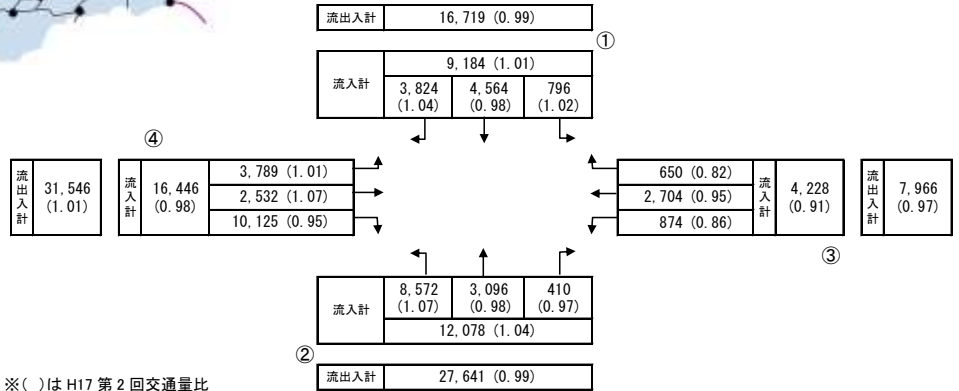 流出入計 16,719 (0.99)
①
流入計 9,184 (1.01)
3,824 4,564 796
(1.04) (0.98) (1.02)
④
流出入計 31,546 (1.01)
流入計 16,446 (0.98)
3,789 (1.01)
2,532 (1.07)
10,125 (0.95)
650 (0.82)
2,704 (0.95)
874 (0.86)
流入計 4,228 (0.91)
流出入計 7,966 (0.97)
③
流入計
8,572 3,096 410
(1.07) (0.98) (0.97)
12,078 (1.04)
②
流出入計 27,641 (0.99)
※( )は H17 第 2 回交通量比